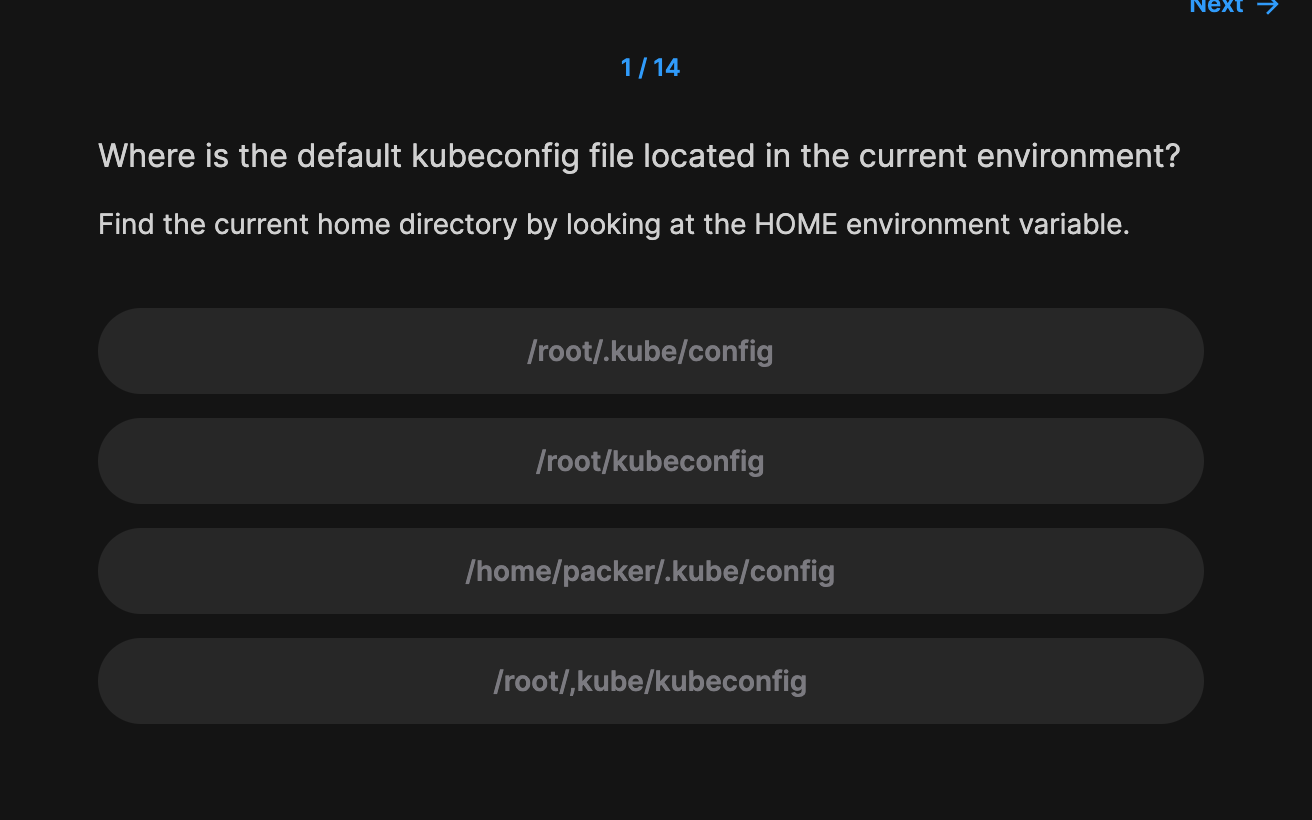 Next →
1 / 14
Where is the default kubeconfig file located in the current environment?
Find the current home directory by looking at the HOME environment variable.
/root/.kube/config
/root/kubeconfig
/home/packer/.kube/config
/root/,kube/kubeconfig